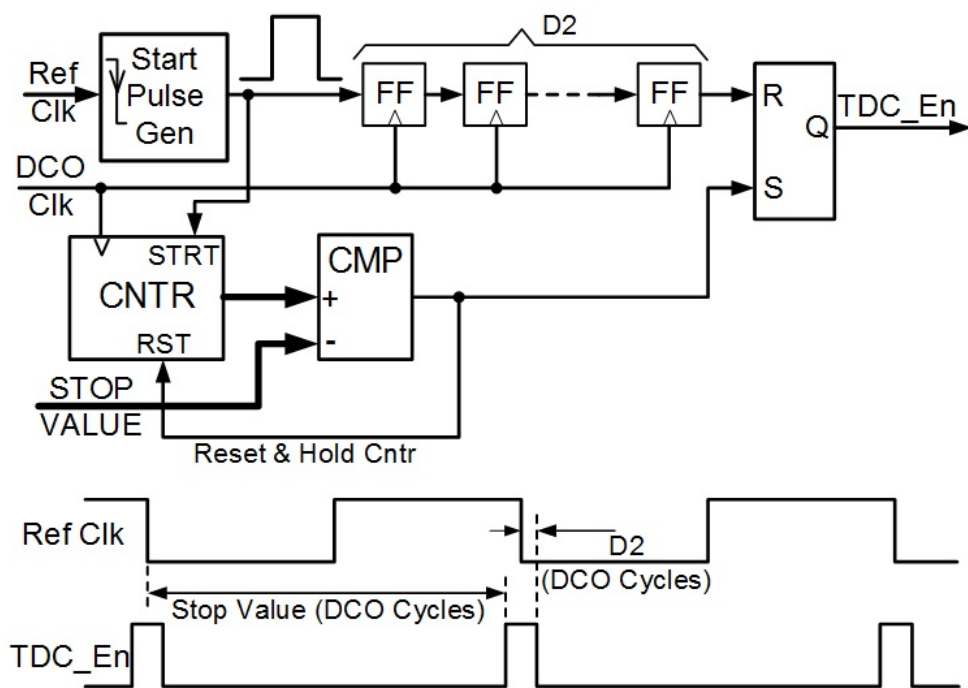 D2
Ref
Clk
Start
Pulse
Gen
FF
FF
FF
R
S
Q
TDC_En
DCO
Clk
STRT
CNTR
RST
CMP
+
-
STOP
VALUE
Reset & Hold Cntr
Ref Clk
D2
(DCO Cycles)
Stop Value (DCO Cycles)
TDC_En